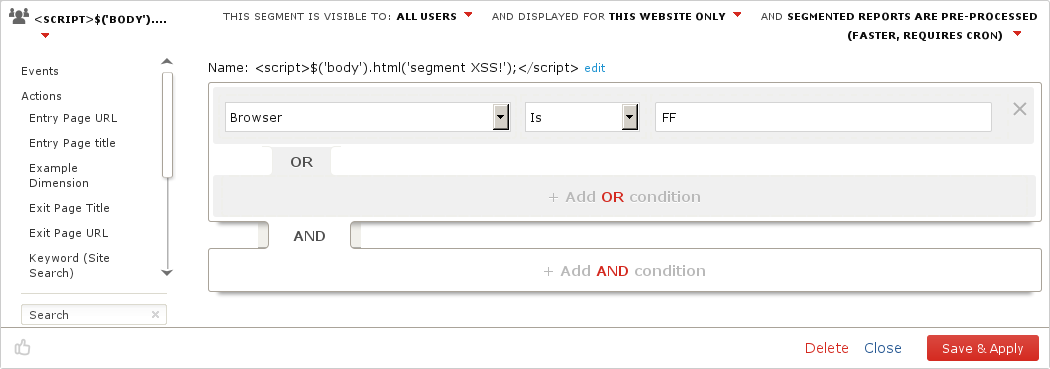 <SCRIPT>$('BODY')....
THIS SEGMENT IS VISIBLE TO: ALL USERS AND DISPLAYED FOR THIS WEBSITE ONLY AND SEGMENTED REPORTS ARE PRE-PROCESSED
(FASTER, REQUIRES CRON)
Events
Actions
Entry Page URL
Entry Page title
Example
Dimension
Exit Page Title
Exit Page URL
Keyword (Site
Search)
Search
Name: <script>$('body').html('segment XSS!');</script> edit
Browser Is FF
OR
+ Add OR condition
AND
+ Add AND condition
Delete Close Save & Apply